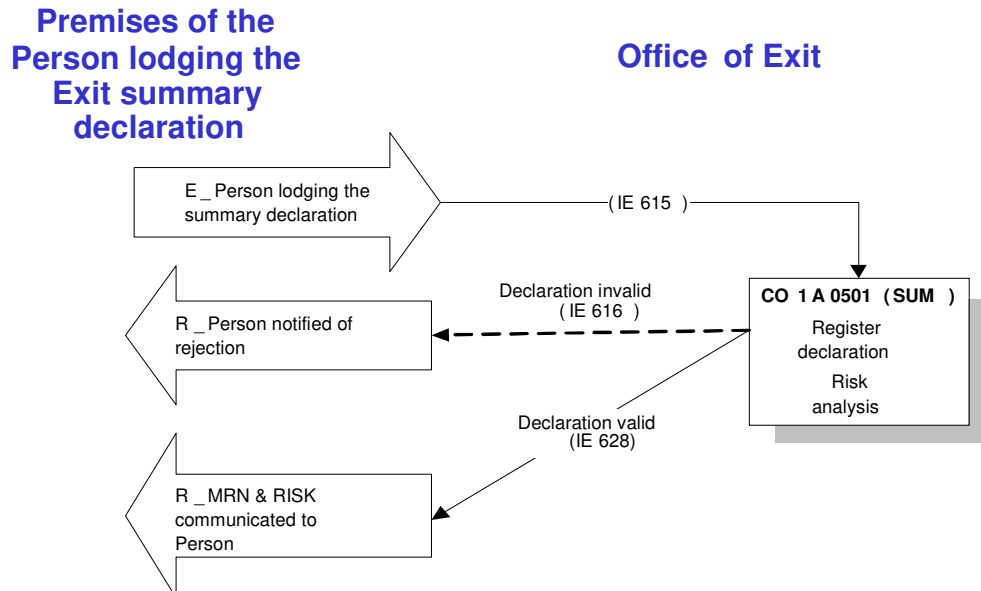 Premises of the
Person lodging the
Exit summary
declaration
Office of Exit
E _ Person lodging the
summary declaration
( IE 615 )
Declaration invalid
( IE 616 )
R _ Person notified of
rejection
CO 1 A 0501 ( SUM )
Register
declaration
Risk
analysis
Declaration valid
(IE 628)
R _ MRN & RISK
communicated to
Person